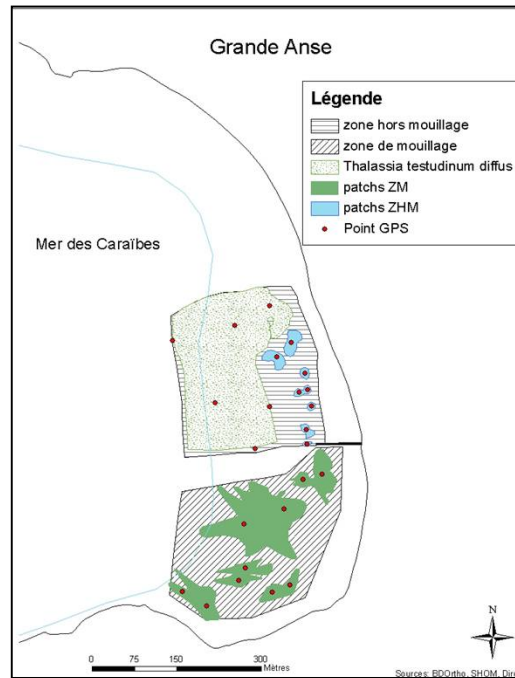 Grande Anse
Légende
zone hors mouillage
zone de mouillage
Thalassia testudinum diffus
patchs ZM
patchs ZHM
Point GPS
Mer des Caraïbes
N
0 75 150 300
Mètres
Sources: BDOrtho, SHOM, Dire